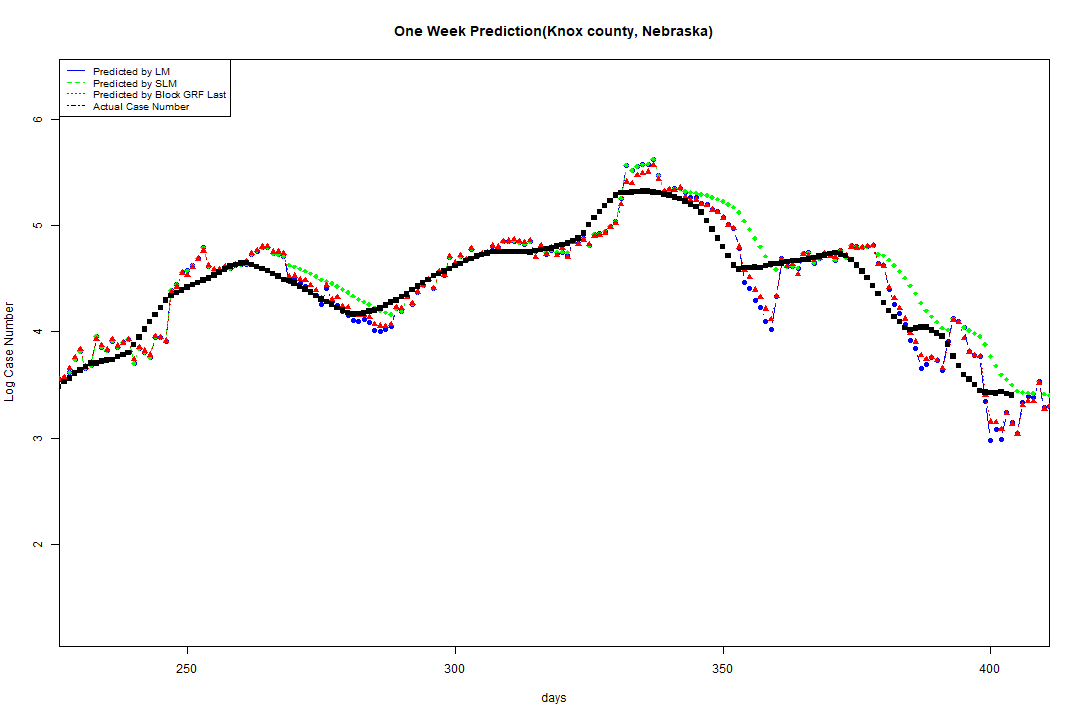 One Week Prediction(Knox county, Nebraska)
Predicted by LM
Predicted by SLM
Predicted by Block GRF Last
Actual Case Number
6
5
4
3
2
Log Case Number
250 300 350 400
days